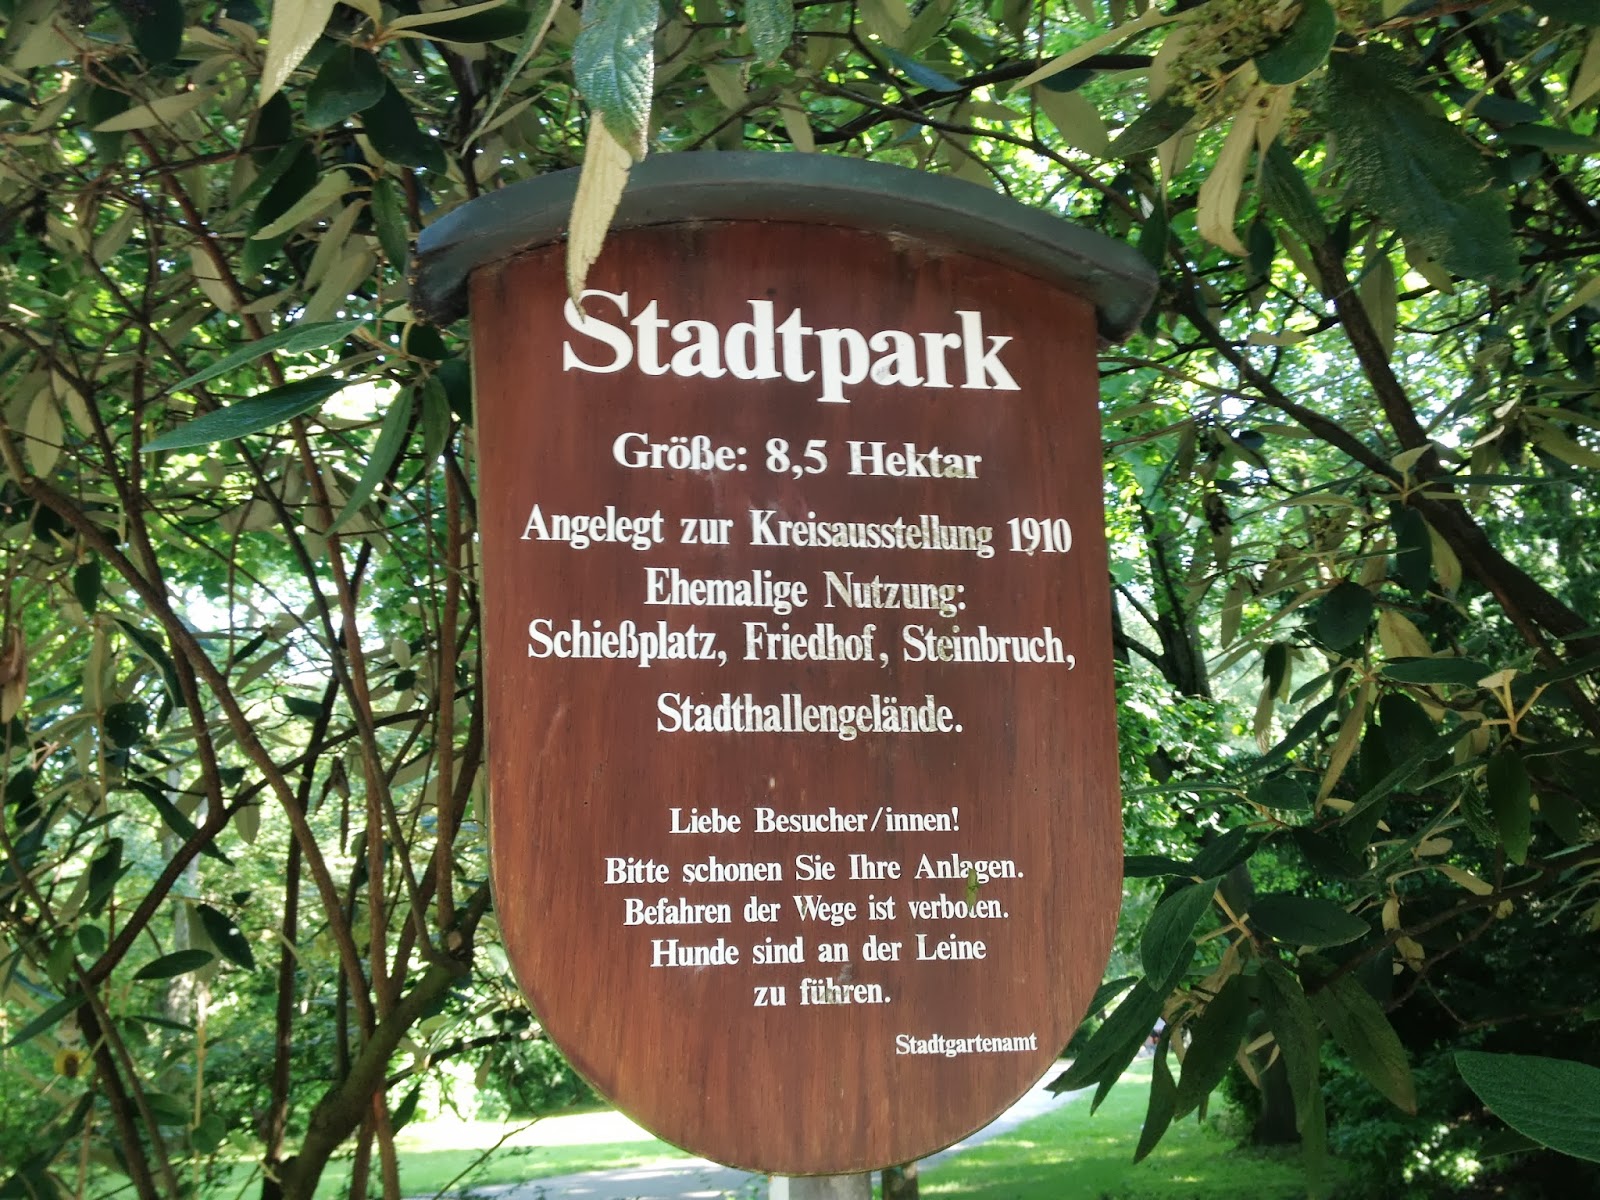 Stadtpark
Größe: 8,5 Hektar
Angelegt zur Kreisausstellung 1910
Ehemalige Nutzung:
Schießplatz, Friedhof, Steinbruch,
Stadthallengelände.
Liebe Besucher/innen!
Bitte schonen Sie Ihre Anlagen.
Befahren der Wege ist verboten.
Hunde sind an der Leine
zu führen.
Stadtgartenamt